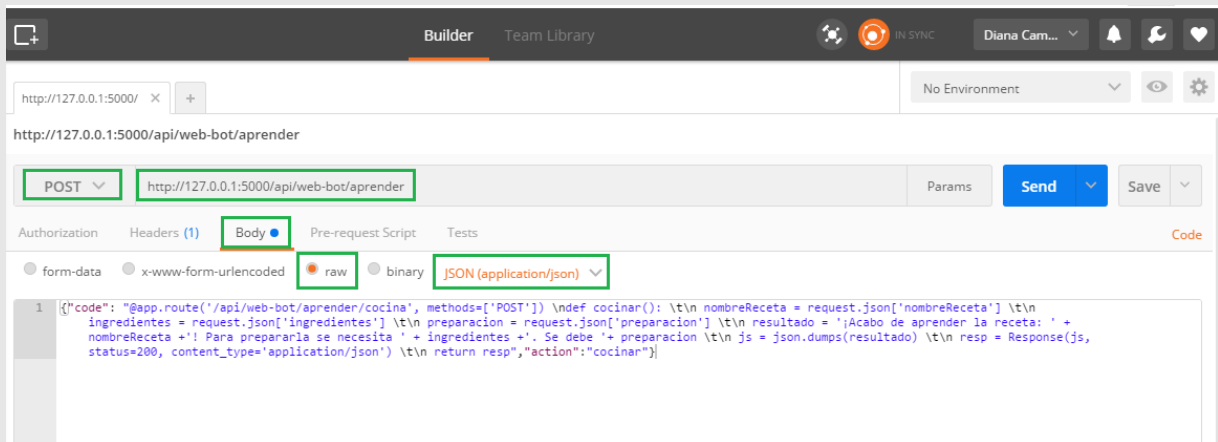 Builder Team Library IN SYNC Diana Cam...
http://127.0.0.1:5000/ No Environment
http://127.0.0.1:5000/api/web-bot/aprender
POST http://127.0.0.1:5000/api/web-bot/aprender Params Send Save
Authorization Headers (1) Body Pre-request Script Tests Code
form-data x-www-form-urlencoded raw binary JSON (application/json)
1 {"code": "@app.route('/api/web-bot/aprender/cocina', methods=['POST']) \ndef cocinar(): \t\n nombreReceta = request.json['nombreReceta'] \t\n
ingredientes = request.json['ingredientes'] \t\n preparacion = request.json['preparacion'] \t\n resultado = '¡Acabo de aprender la receta: ' +
nombreReceta +'! Para prepararla se necesita ' + ingredientes +'. Se debe '+ preparacion \t\n js = json.dumps(resultado) \t\n resp = Response(js,
status=200, content_type='application/json') \t\n return resp","action":"cocinar"}